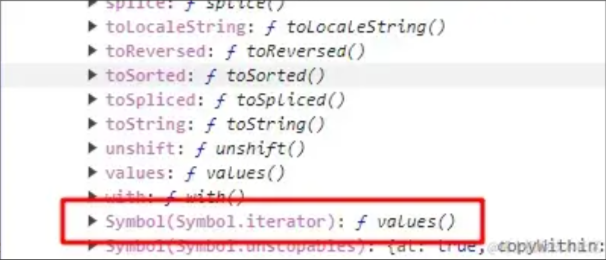 ▶ splice: ƒ splice()
▶ toLocaleString: ƒ toLocaleString()
▶ toReversed: ƒ toReversed()
▶ toSorted: ƒ toSorted()
▶ toSpliced: ƒ toSpliced()
▶ toString: ƒ toString()
▶ unshift: ƒ unshift()
▶ values: ƒ values()
▶ with: ƒ with()
▶ Symbol(Symbol.iterator): ƒ values()
▶ Symbol(Symbol.unscopables): {at: true, copyWithin: